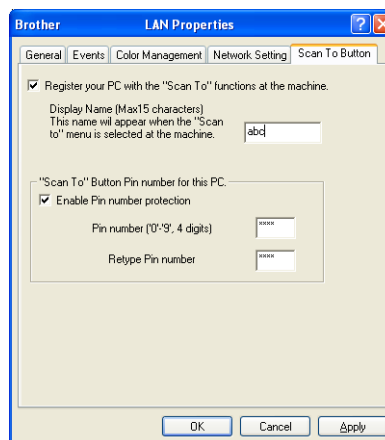 Brother LAN Properties
General Events Color Management Network Setting Scan To Button
Register your PC with the "Scan To" functions at the machine.
Display Name (Max15 characters)
This name wil appear when the "Scan
to" menu is selected at the machine.
abc
"Scan To" Button Pin number for this PC.
Enable Pin number protection
Pin number ('0'-'9', 4 digits) ****
Retype Pin number ****
OK Cancel Apply